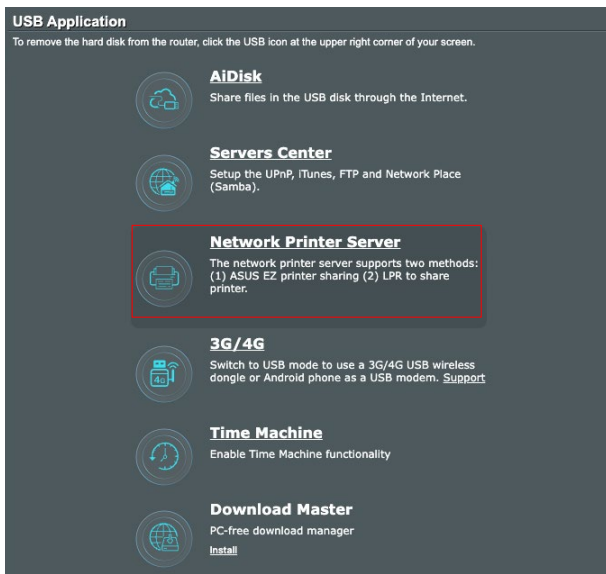 USB Application
To remove the hard disk from the router, click the USB icon at the upper right corner of your screen.
AiDisk
Share files in the USB disk through the Internet.
Servers Center
Setup the UPnP, iTunes, FTP and Network Place
(Samba).
Network Printer Server
The network printer server supports two methods:
(1) ASUS EZ printer sharing (2) LPR to share
printer.
3G/4G
Switch to USB mode to use a 3G/4G USB wireless
dongle or Android phone as a USB modem. Support
4G
Time Machine
Enable Time Machine functionality
Download Master
PC-free download manager
Install